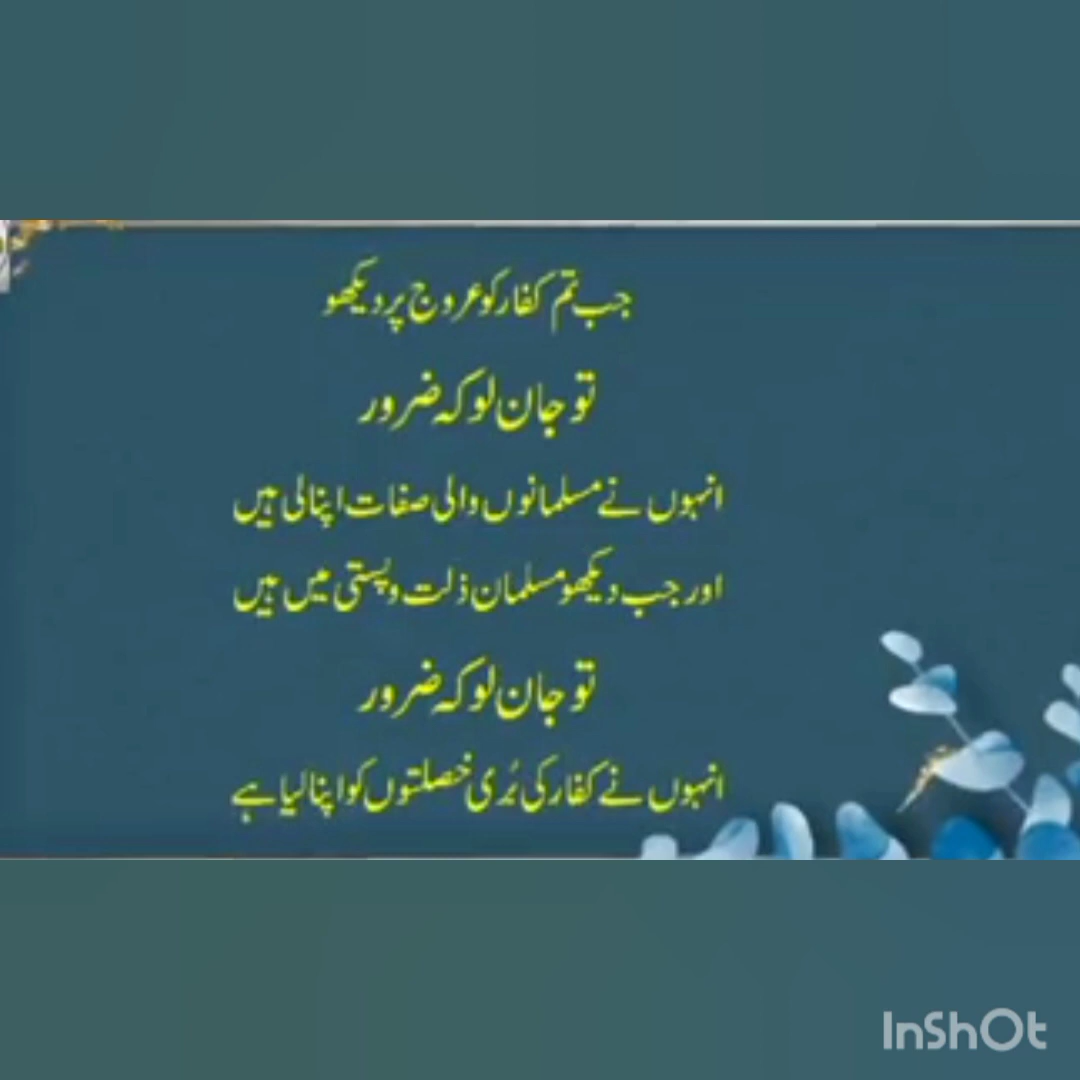 جب تم کفار کو عروج پر دیکھو
تو جان لو کہ ضرور
انہوں نے مسلمانوں والی صفات اپنا لی ہیں
اور جب دیکھو مسلمان ذلت و پستی میں ہیں
تو جان لو کہ ضرور
انہوں نے کفار کی بُری خصلتوں کو اپنا لیا ہے
InShOt